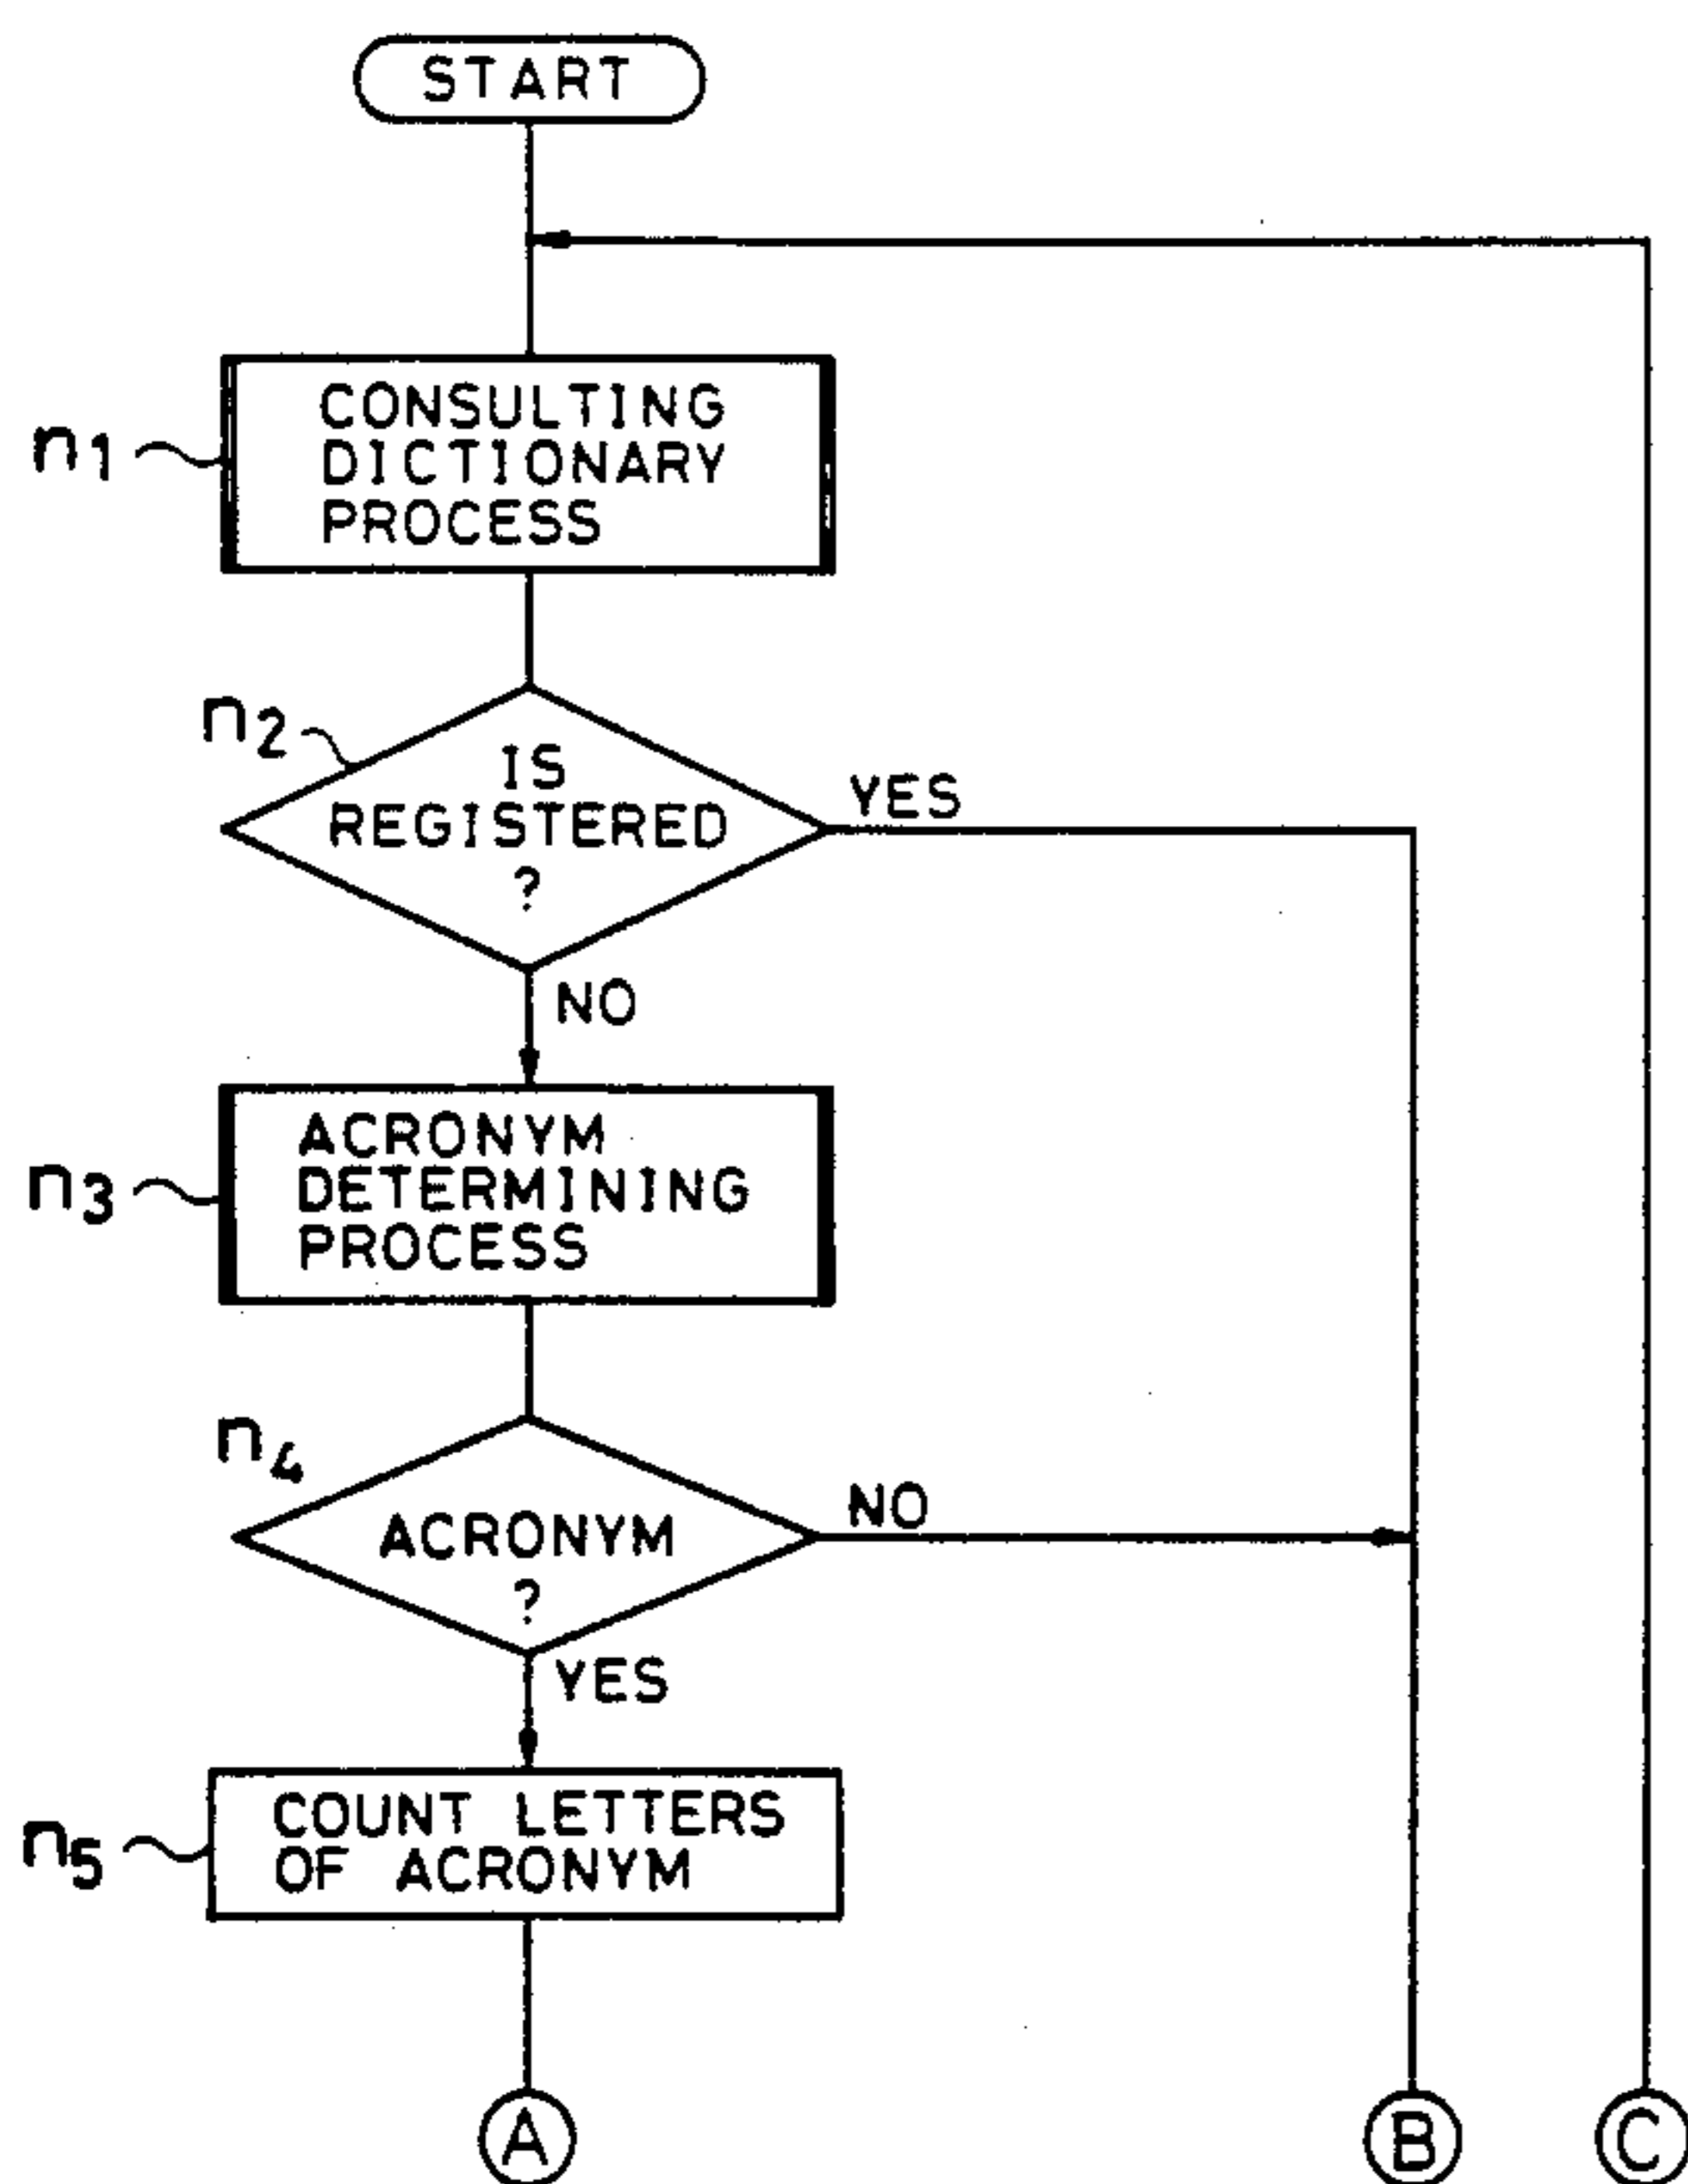 START
n1
CONSULTING
DICTIONARY
PROCESS
n2
IS
REGISTERED
?
YES
NO
n3
ACRONYM
DETERMINING
PROCESS
n4
ACRONYM
?
NO
YES
n5
COUNT LETTERS
OF ACRONYM
A
B
C